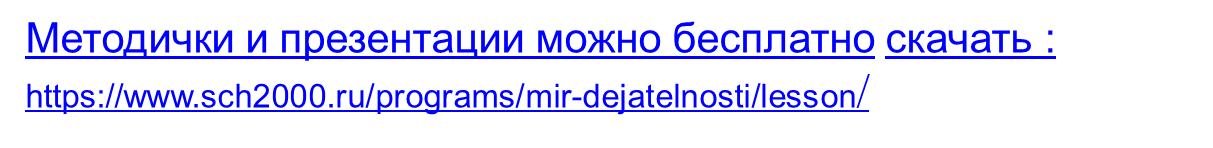 Методички и презентации можно бесплатно скачать :
https://www.sch2000.ru/programs/mir-dejatelnosti/lesson/